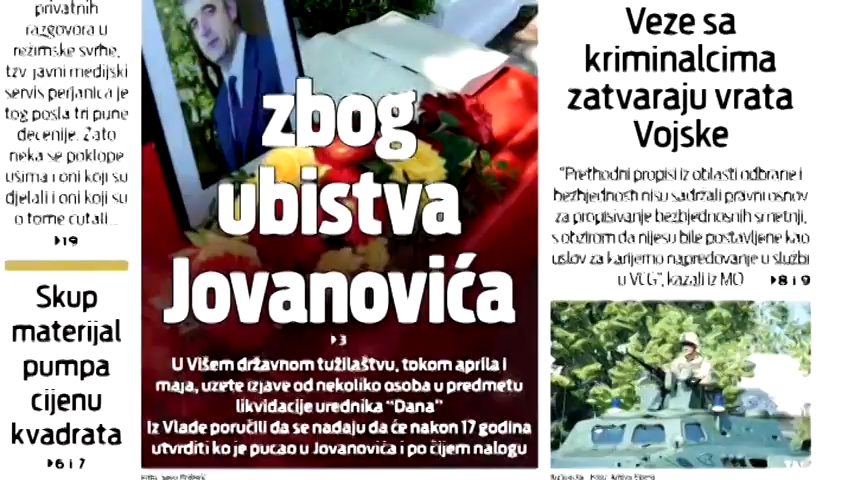 privatnih
razgovora u
režimske svrhe,
tzv. javni medijski
servis perjanica je
tog posla tri pune
decenije. Zato
neka se poklope
ušima i oni koji su
djelali i oni koji su
o tome ćutali...
19
Skup
materijal
pumpa
cijenu
kvadrata
6 i 7
zbog
ubistva
Jovanovića
3
U Višem državnom tužilaštvu, tokom aprila i
maja, uzete izjave od nekoliko osoba u predmetu
likvidacije urednika "Dana"
Iz Vlade poručili da se nadaju da će nakon 17 godina
utvrditi ko je pucao u Jovanovića i po čijem nalogu
Veze sa
kriminalcima
zatvaraju vrata
Vojske
"Prethodni propisi iz oblasti odbrane i
bezbjednosti nisu sadržali pravni osnov
za propisivanje bezbjednosnih smetnji,
s obzirom da nijesu bile postavljene kao
uslov za karijerno napredovanje u službi
u VCG", kazali iz MO
8 i 9